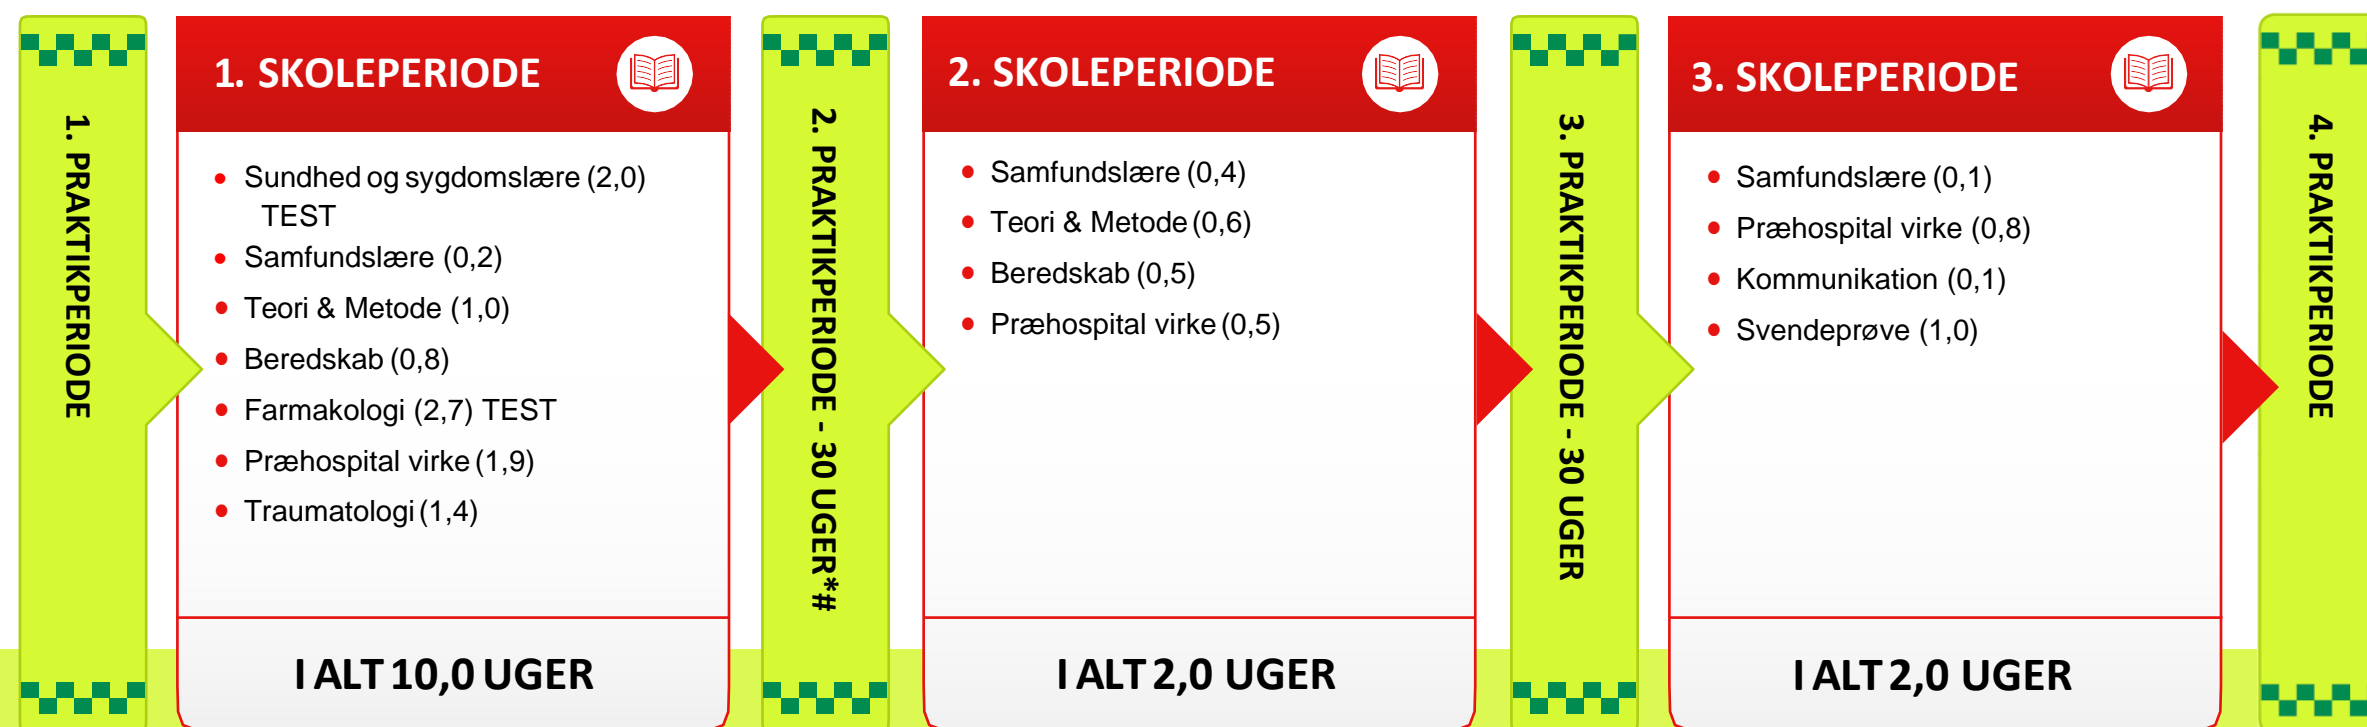 1. PRAKTIKPERIODE
1. SKOLEPERIODE
• Sundhed og sygdomslære (2,0)
TEST
• Samfundslære (0,2)
• Teori & Metode (1,0)
• Beredskab (0,8)
• Farmakologi (2,7) TEST
• Præhospital virke (1,9)
• Traumatologi (1,4)
I ALT 10,0 UGER
2. PRAKTIKPERIODE - 30 UGER*#
2. SKOLEPERIODE
• Samfundslære (0,4)
• Teori & Metode (0,6)
• Beredskab (0,5)
• Præhospital virke (0,5)
I ALT 2,0 UGER
3. PRAKTIKPERIODE - 30 UGER
3. SKOLEPERIODE
• Samfundslære (0,1)
• Præhospital virke (0,8)
• Kommunikation (0,1)
• Svendeprøve (1,0)
I ALT 2,0 UGER
4. PRAKTIKPERIODE